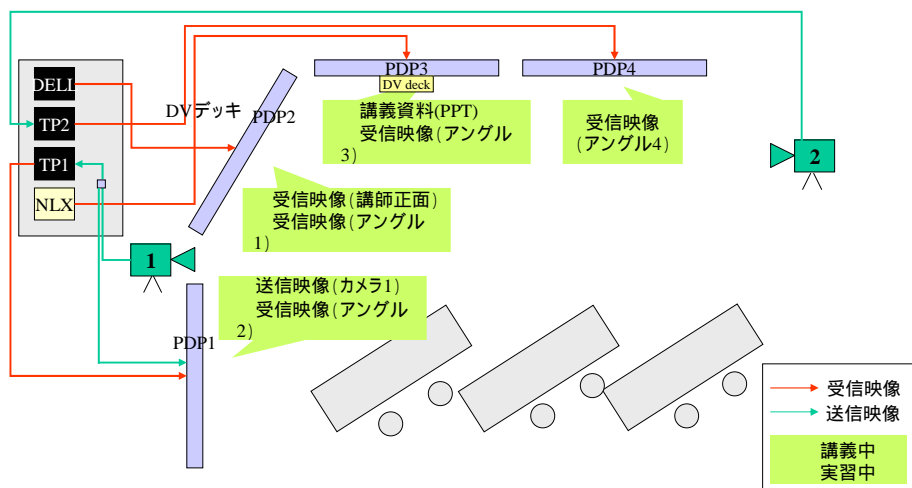 DELL
TP2
TP1
NLX
DVデッキ
PDP2
PDP3
DV deck
PDP4
講義資料(PPT)
受信映像(アングル
3)
受信映像
(アングル4)
2
受信映像(講師正面)
受信映像(アングル
1)
1
送信映像(カメラ1)
受信映像(アングル
2)
PDP1
受信映像
送信映像
講義中
実習中